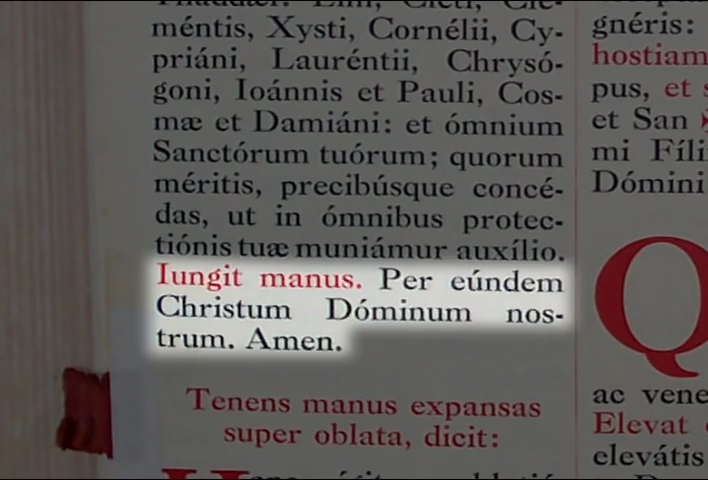 méntis, Xysti, Cornélii, Cy-
priáni, Lauréntii, Chrysó-
goni, Ioánnis et Pauli, Cos-
mæ et Damiáni: et ómnium
Sanctórum tuórum; quorum
méritis, precibúsque concé-
das, ut in ómnibus protec-
tiónis tuæ muniámur auxílio.
Iungit manus. Per eúndem
Christum Dóminum nos-
trum. Amen.
Tenens manus expansas
super oblata, dicit:
gnéris:
hostiam
pus, et
et San
mi Fíli
Dómini
Q
ac vene
Elevat
elevátis